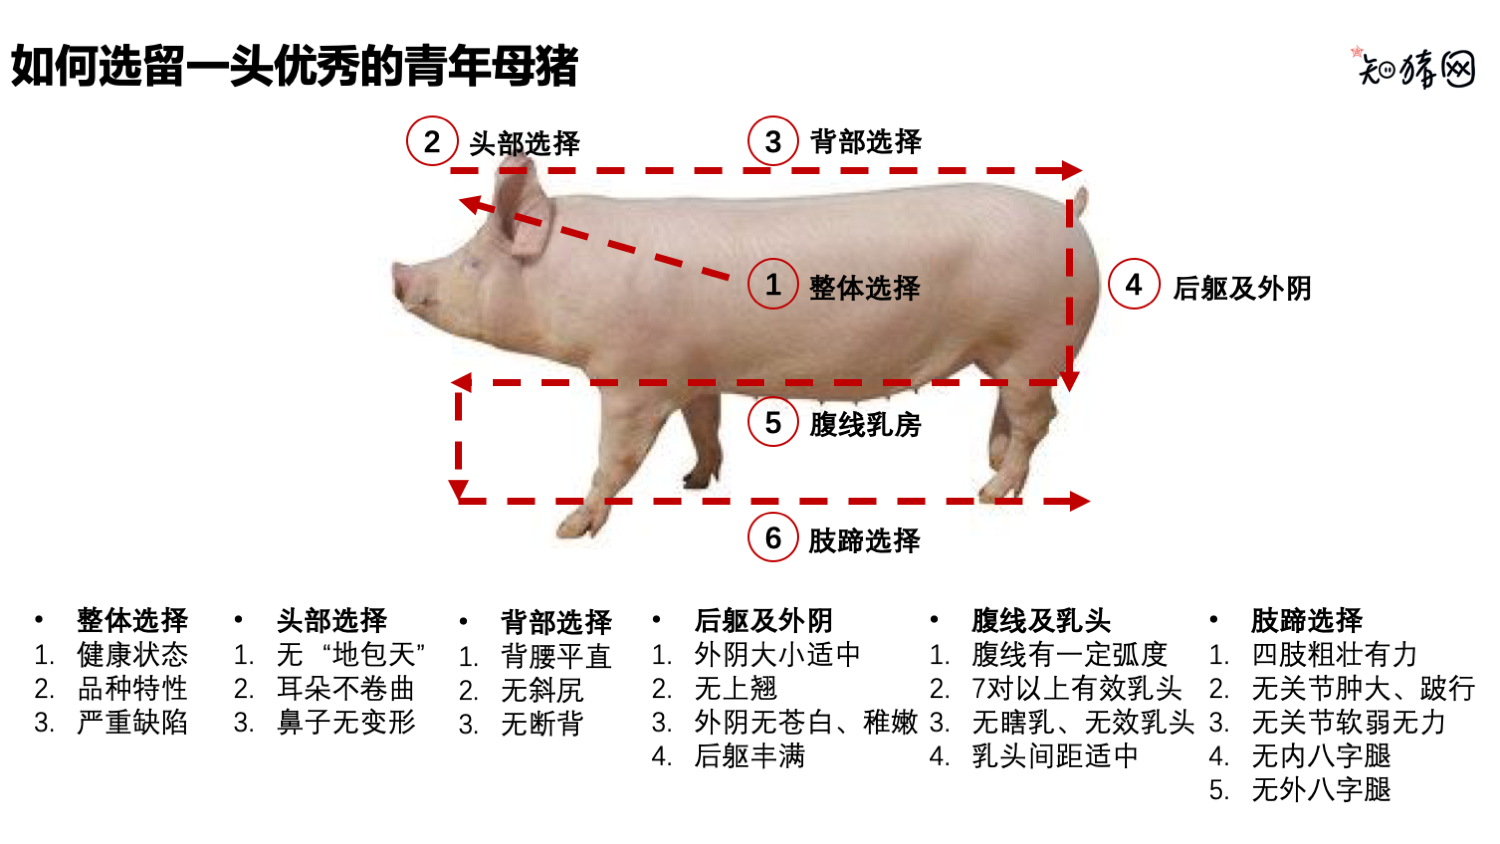 如何选留一头优秀的青年母猪
知猪网
2 头部选择
3 背部选择
1 整体选择
4 后躯及外阴
5 腹线乳房
6 肢蹄选择
• 整体选择
1. 健康状态
2. 品种特性
3. 严重缺陷
• 头部选择
1. 无“地包天”
2. 耳朵不卷曲
3. 鼻子无变形
• 背部选择
1. 背腰平直
2. 无斜尻
3. 无断背
• 后躯及外阴
1. 外阴大小适中
2. 无上翘
3. 外阴无苍白、稚嫩
4. 后躯丰满
• 腹线及乳头
1. 腹线有一定弧度
2. 7对以上有效乳头
3. 无瞎乳、无效乳头
4. 乳头间距适中
• 肢蹄选择
1. 四肢粗壮有力
2. 无关节肿大、跛行
3. 无关节软弱无力
4. 无内八字腿
5. 无外八字腿